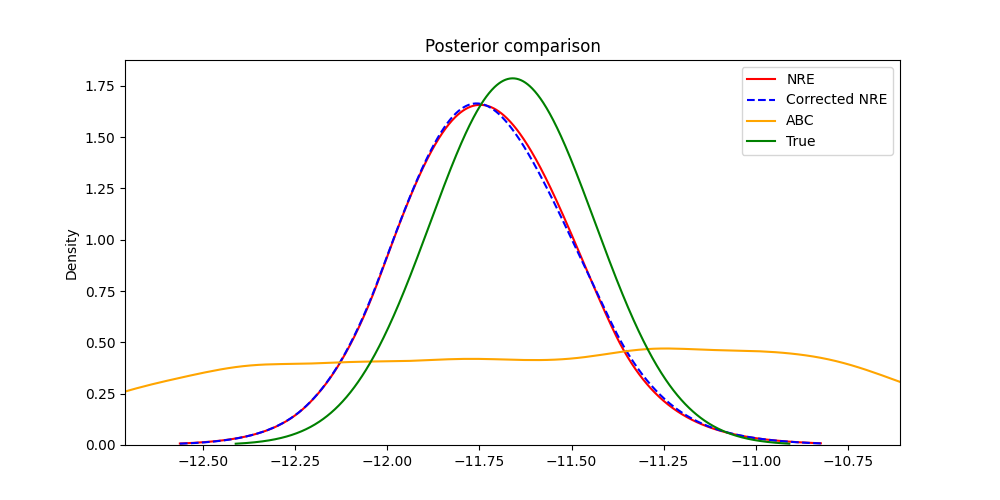 Posterior comparison
NRE
Corrected NRE
ABC
True
Density
1.75
1.50
1.25
1.00
0.75
0.50
0.25
0.00
−12.50
−12.25
−12.00
−11.75
−11.50
−11.25
−11.00
−10.75